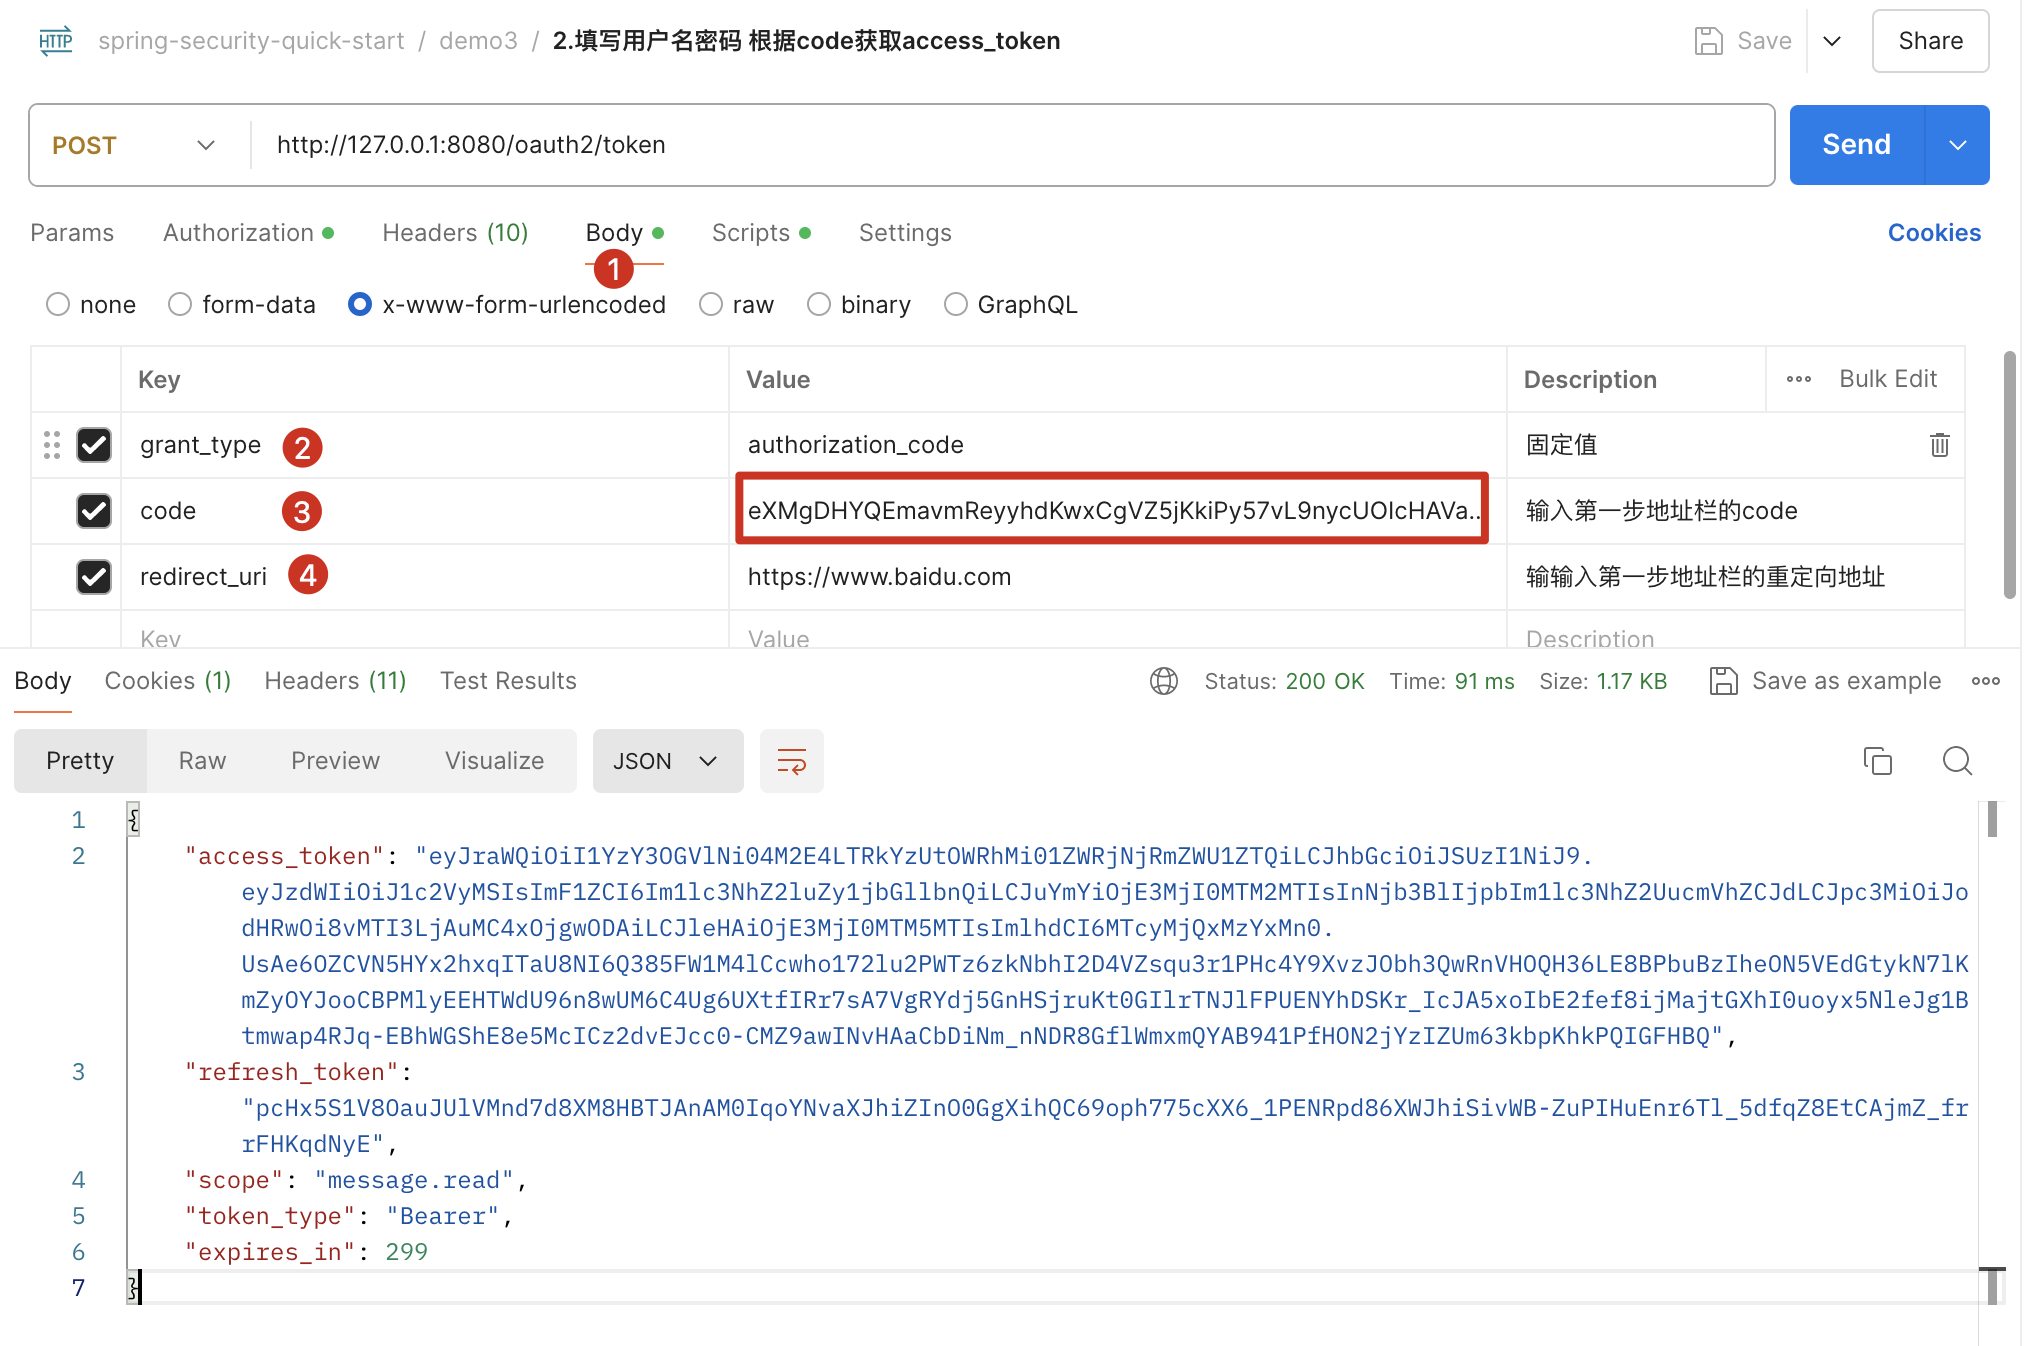 HTTP spring-security-quick-start / demo3 / 2.填写用户名密码 根据code获取access_token Save Share
POST http://127.0.0.1:8080/oauth2/token Send
Params Authorization Headers (10) Body Scripts Settings Cookies
1
none form-data x-www-form-urlencoded raw binary GraphQL
Key Value Description Bulk Edit
grant_type 2 authorization_code 固定值
code 3 eXMgDHYQEmavmReyyhdKwxCgVZ5jKkiPy57vL9nycUOIcHAVa...
redirect_uri 4 https://www.baidu.com 输输入第一步地址栏的重定向地址
输入第一步地址栏的code
Key Value Description
Body Cookies (1) Headers (11) Test Results Status: 200 OK Time: 91 ms Size: 1.17 KB Save as example
Pretty Raw Preview Visualize JSON
1 {
2 "access_token": "eyJraWQiOiI1YzY3OGVlNi04M2E4LTRkYzUtOWRhMi01ZWRjNjRmZWU1ZTQiLCJhbGciOiJSUzI1NiJ9.
eyJzdWIiOiJ1c2VyMSIsImF1ZCI6Im1lc3NhZ2luZy1jbGllbnQiLCJuYmYiOjE3MjI0MTM2MTIsInNjb3BlIjpbIm1lc3NhZ2UucmVhZCJdLCJpc3MiOiJo
dHRwOi8vMTI3LjAuMC4xOjgwODAiLCJleHAiOjE3MjI0MTM5MTIsImlhdCI6MTcyMjQxMzYxMn0.
UsAe6OZCVN5HYx2hxqITaU8NI6Q385FW1M4lCcwho172lu2PWTz6zkNbhI2D4VZsqu3r1PHc4Y9XvzJObh3QwRnVHOQH36LE8BPbuBzIheON5VEdGtykN7lK
mZyOYJooCBPMlyEEHTWdU96n8wUM6C4Ug6UXtfIRr7sA7VgRYdj5GnHSjruKt0GIlrTNJlFPUENYhDSKr_IcJA5xoIbE2fef8ijMajtGXhI0uoyx5NleJg1B
tmwap4RJq-EBhWGShE8e5McICz2dvEJcc0-CMZ9awINvHAaCbDiNm_nNDR8GflWmxmQYAB941PfHON2jYzIZUm63kbpKhkPQIGFHBQ",
3 "refresh_token":
"pcHx5S1V8OauJUlVMnd7d8XM8HBTJAnAM0IqoYNvaXJhiZInO0GgXihQC69oph775cXX6_1PENRpd86XWJhiSivWB-ZuPIHuEnr6Tl_5dfqZ8EtCAjmZ_fr
rFHKqdNyE",
4 "scope": "message.read",
5 "token_type": "Bearer",
6 "expires_in": 299
7 }